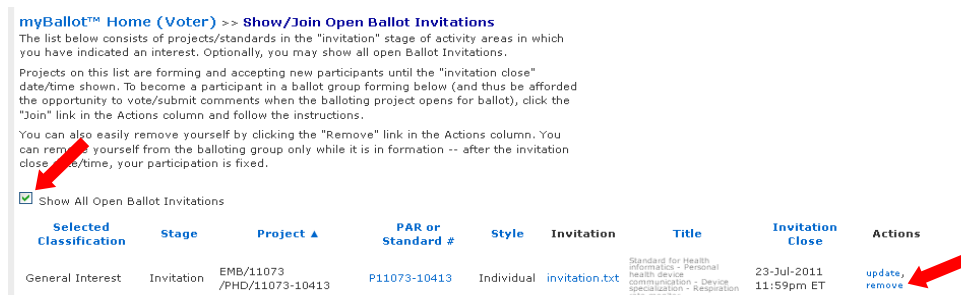 myBallot™ Home (Voter) >> Show/Join Open Ballot Invitations
The list below consists of projects/standards in the "invitation" stage of activity areas in which
you have indicated an interest. Optionally, you may show all open Ballot Invitations.
Projects on this list are forming and accepting new participants until the "invitation close"
date/time shown. To become a participant in a ballot group forming below (and thus be afforded
the opportunity to vote/submit comments when the balloting project opens for ballot), click the
"Join" link in the Actions column and follow the instructions.
You can also easily remove yourself by clicking the "Remove" link in the Actions column. You
can remove yourself from the balloting group only while it is in formation -- after the invitation
close date/time, your participation is fixed.
Show All Open Ballot Invitations
Selected Classification Stage Project ▲ PAR or Standard # Style Invitation Title Invitation Close Actions
General Interest Invitation EMB/11073 /PHD/11073-10413 P11073-10413 Individual invitation.txt
Standard for Health
informatics - Personal
health device
communication - Device
specialization - Respiration
23-Jul-2011
11:59pm ET
update,
remove